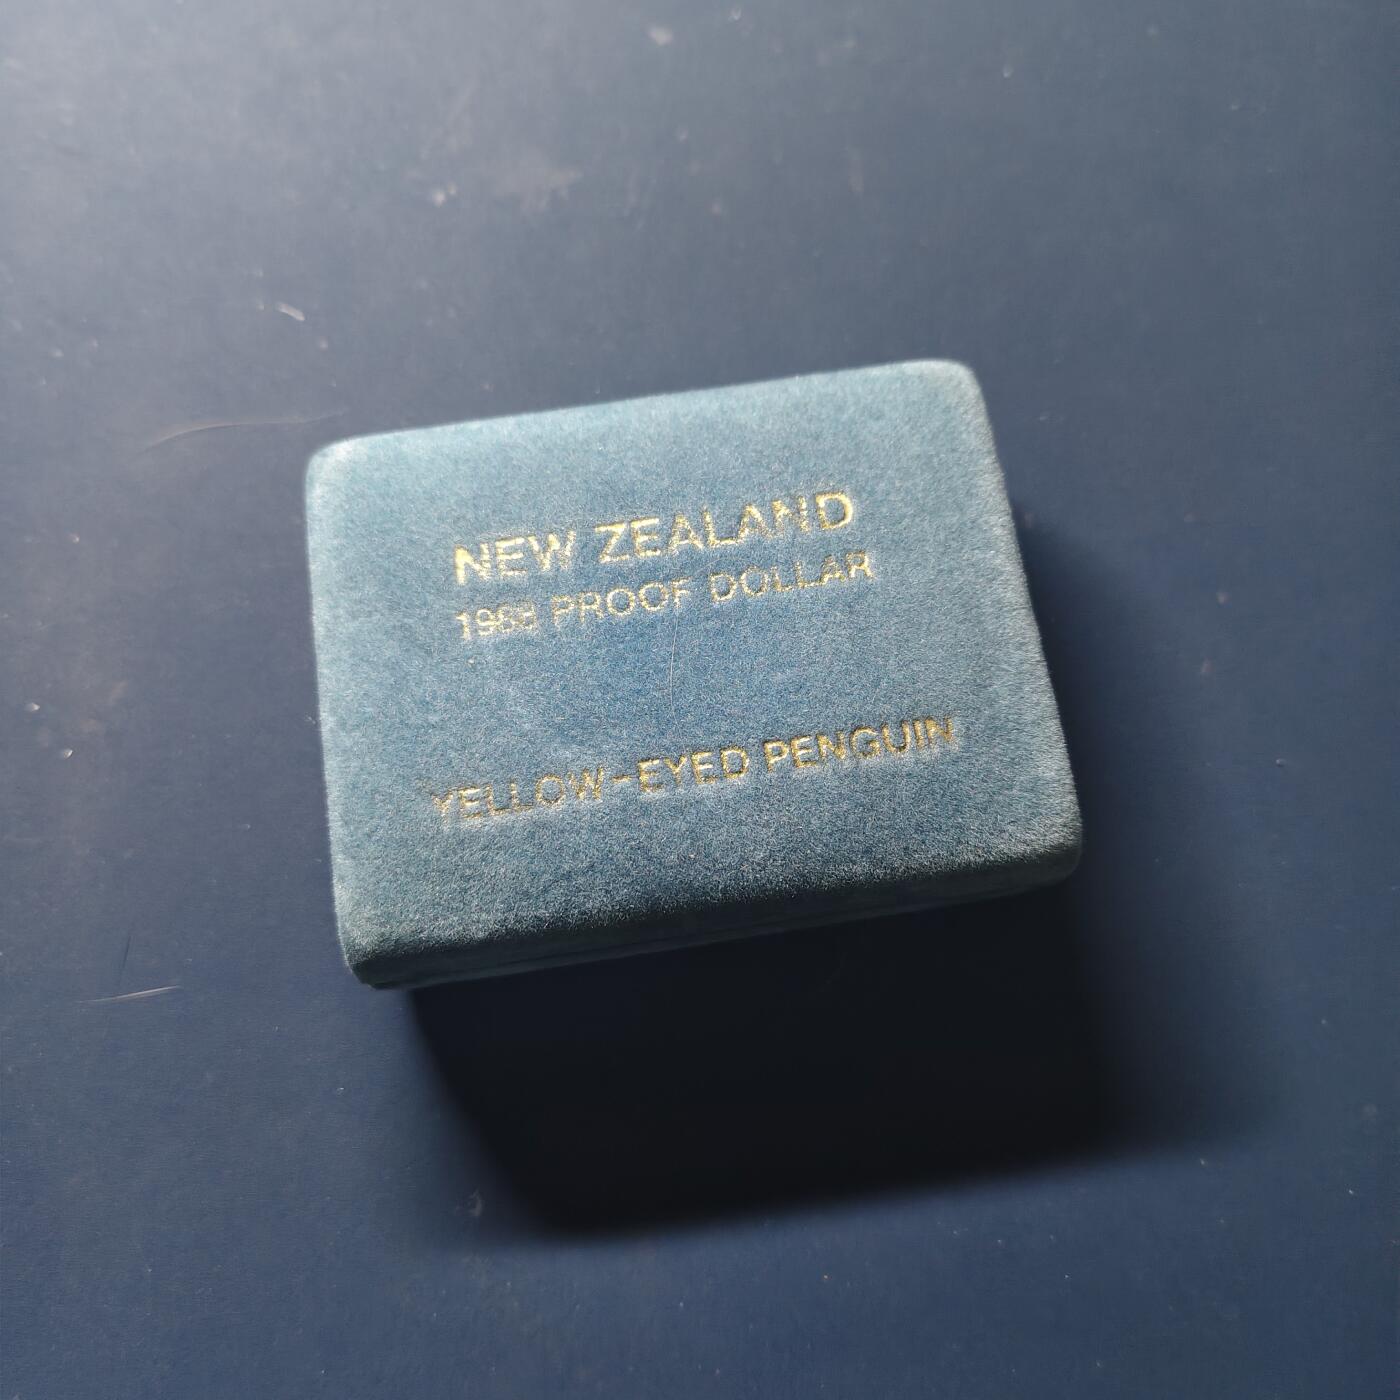 NEW ZEALAND
1988 PROOF DOLLAR
YELLOW-EYED PENGUIN